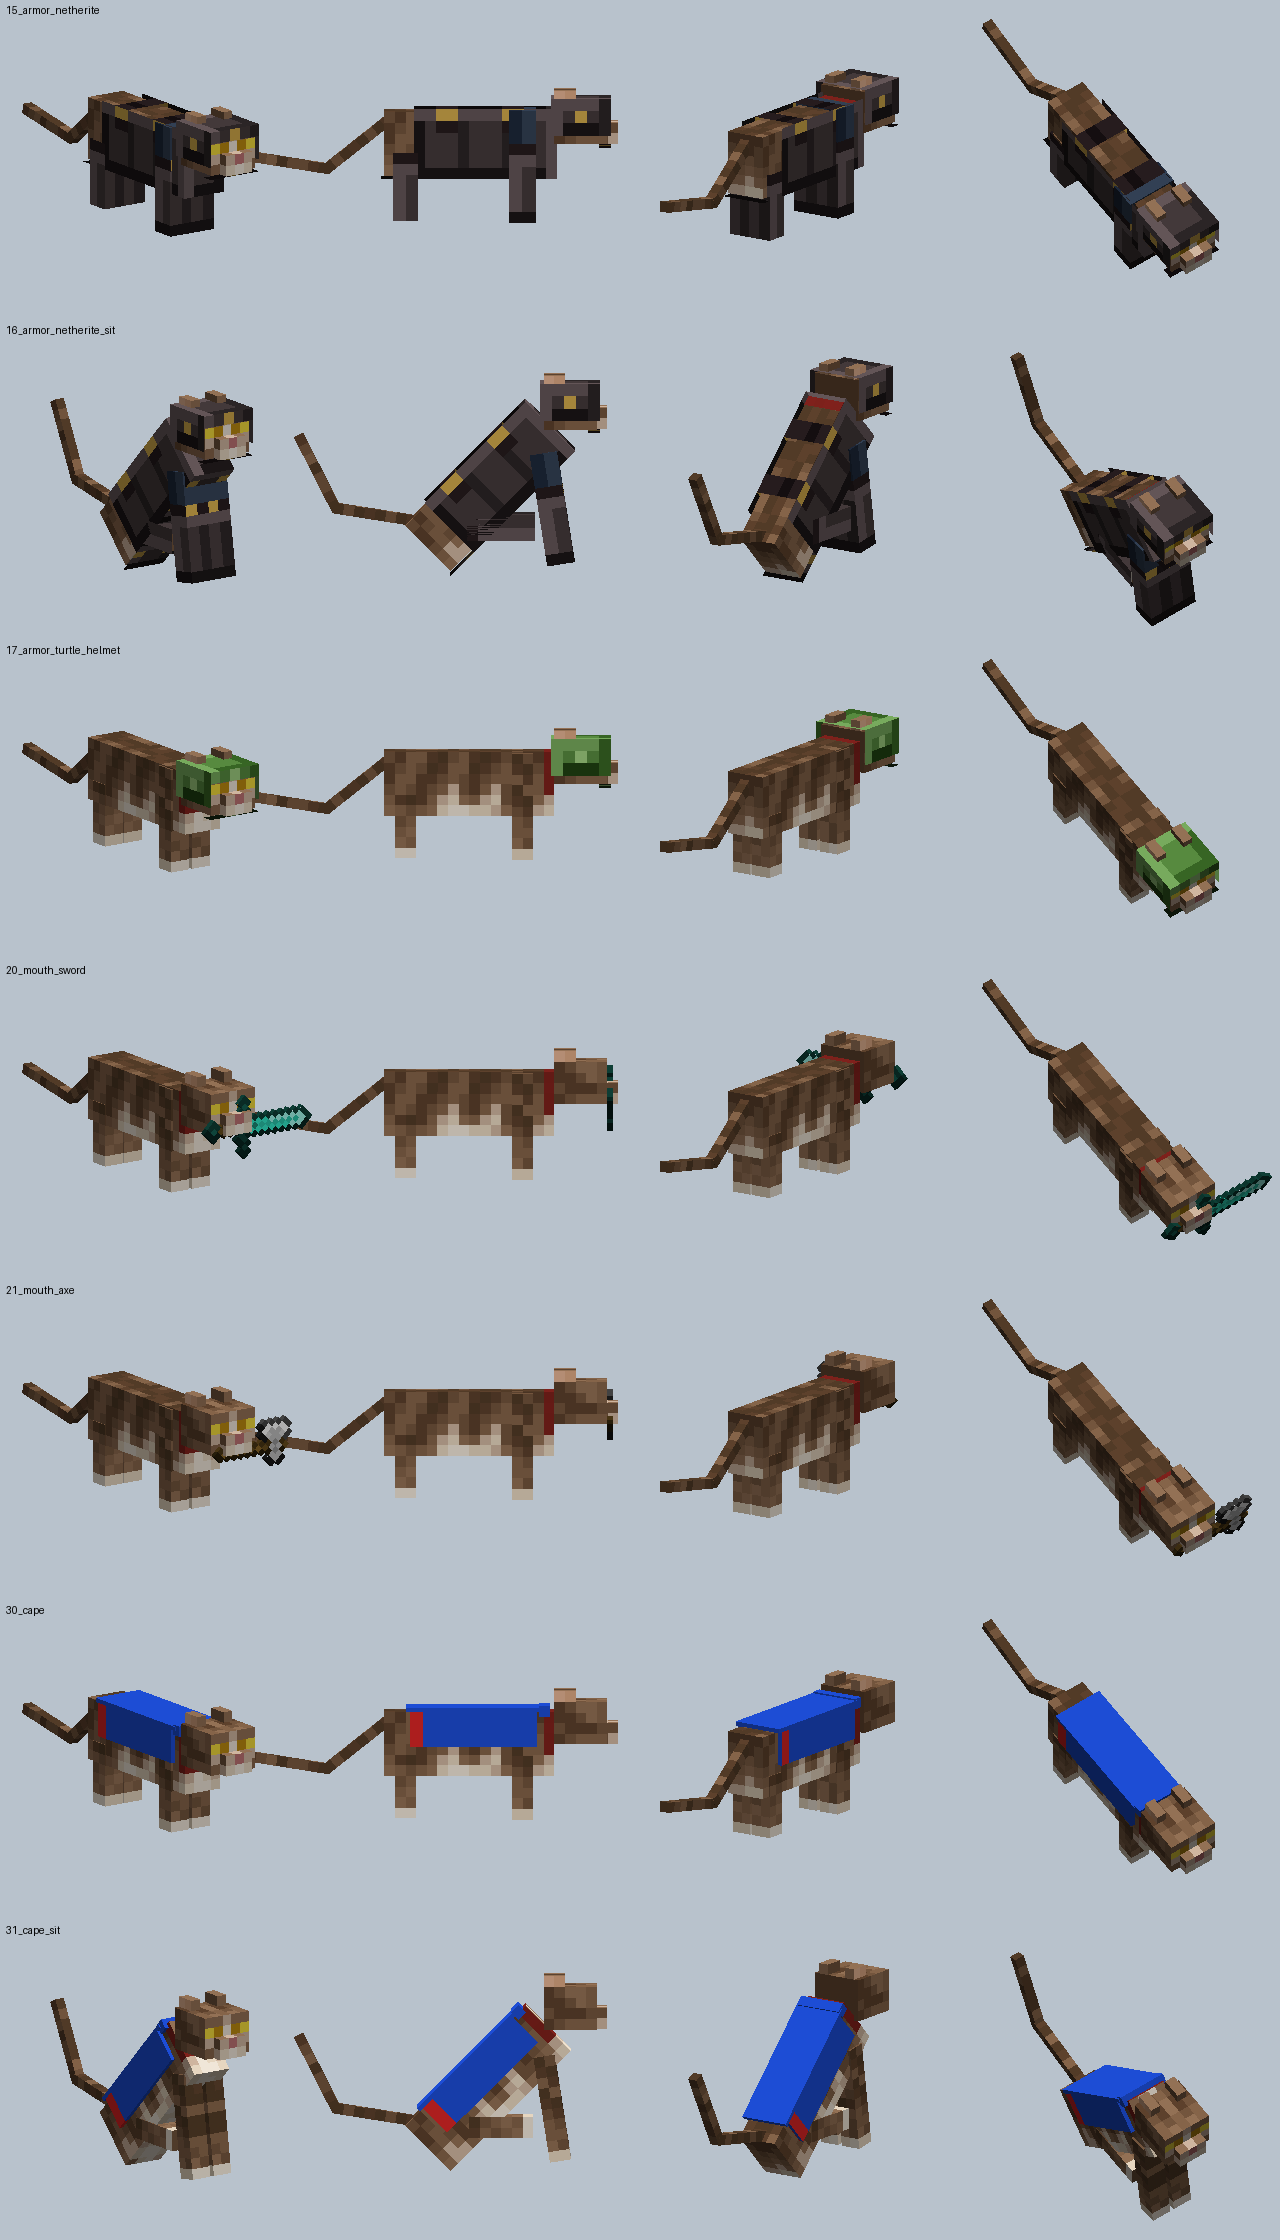 15_armor_netherite
16_armor_netherite_sit
17_armor_turtle_helmet
20_mouth_sword
21_mouth_axe
30_cape
31_cape_sit